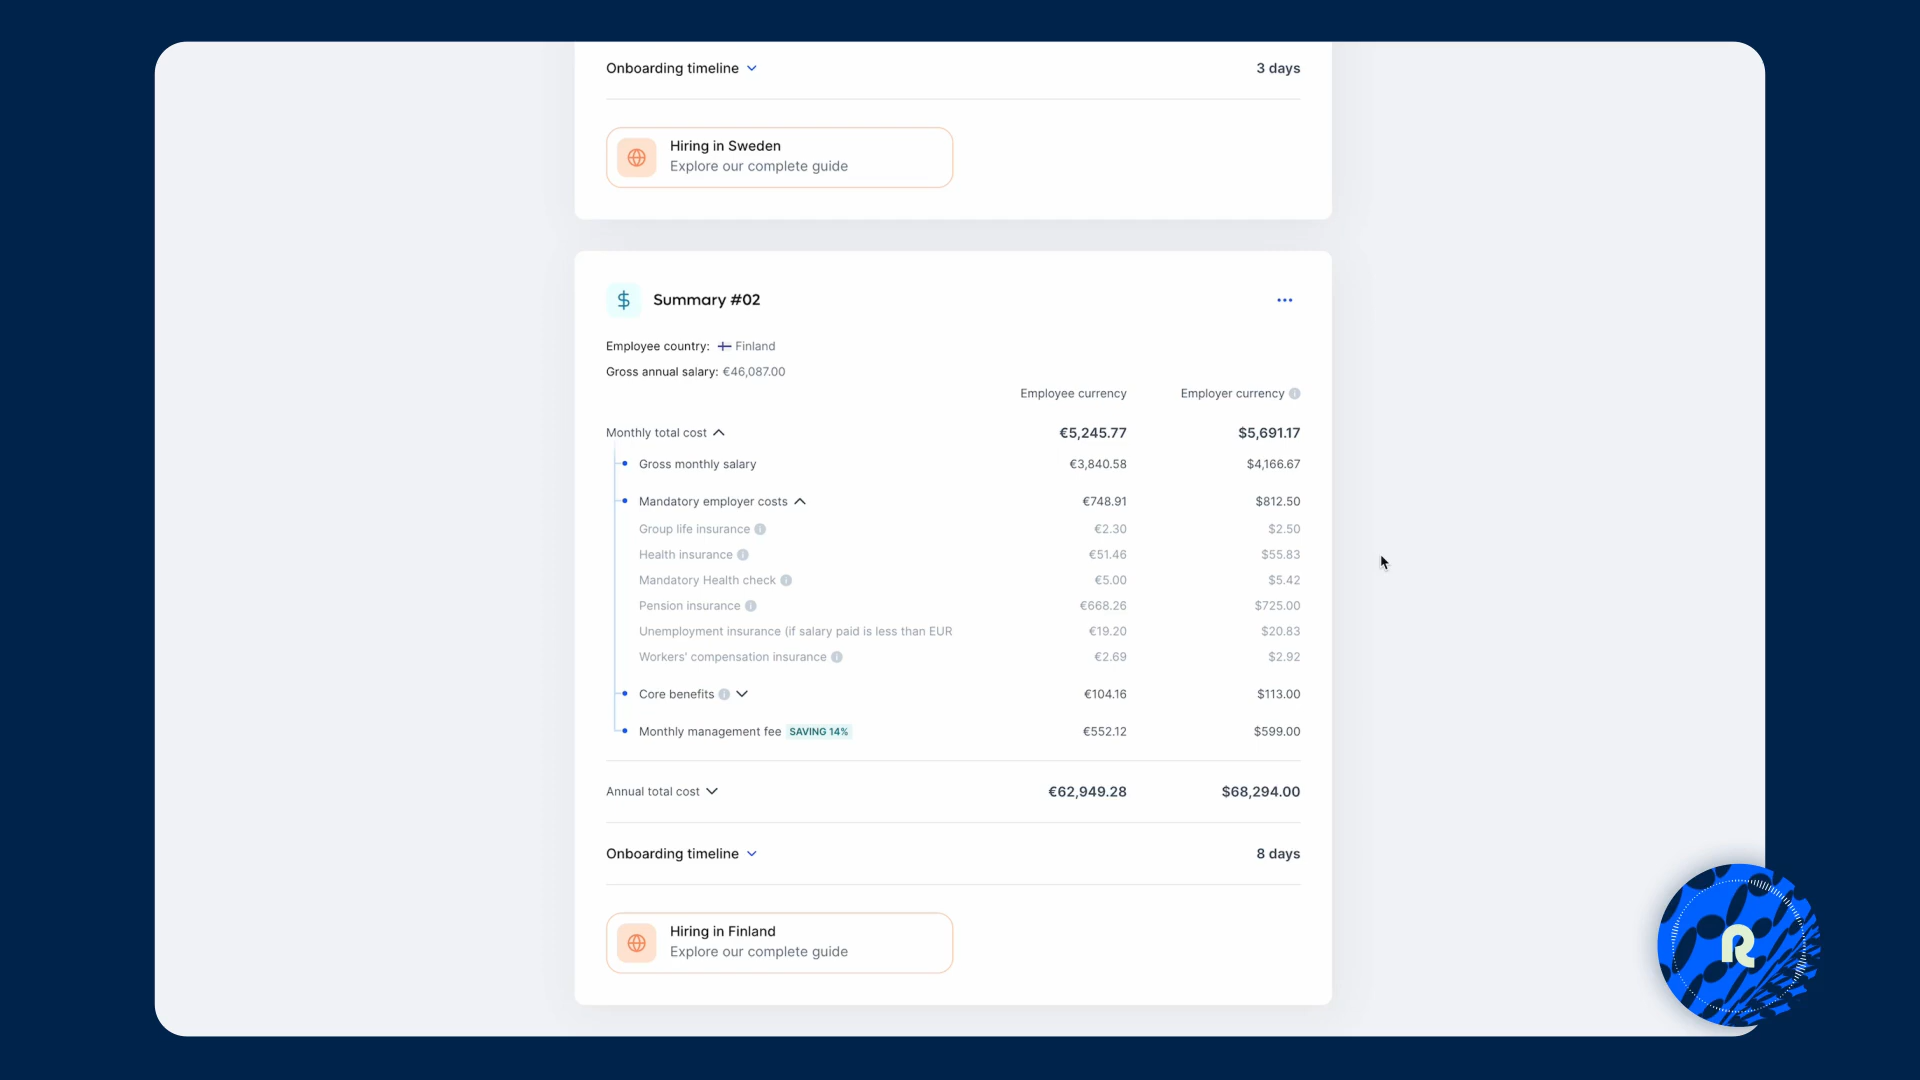 Onboarding timeline 3 days
Hiring in Sweden
Explore our complete guide
$ Summary #02
Employee country: Finland
Gross annual salary: €46,087.00
Employee currency Employer currency
Monthly total cost €5,245.77 $5,691.17
Gross monthly salary €3,840.58 $4,166.67
Mandatory employer costs €748.91 $812.50
Group life insurance €2.30 $2.50
Health insurance €51.46 $55.83
Mandatory Health check €5.00 $5.42
Pension insurance €668.26 $725.00
Unemployment insurance (if salary paid is less than EUR €19.20 $20.83
Workers' compensation insurance €2.69 $2.92
Core benefits €104.16 $113.00
Monthly management fee SAVING 14% €552.12 $599.00
Annual total cost €62,949.28 $68,294.00
Onboarding timeline 8 days
Hiring in Finland
Explore our complete guide
R